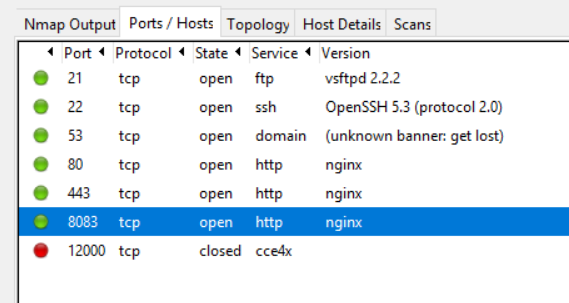 Nmap Output Ports / Hosts Topology Host Details Scans
Port Protocol State Service Version
21 tcp open ftp vsftpd 2.2.2
22 tcp open ssh OpenSSH 5.3 (protocol 2.0)
53 tcp open domain (unknown banner: get lost)
80 tcp open http nginx
443 tcp open http nginx
8083 tcp open http nginx
12000 tcp closed cce4x